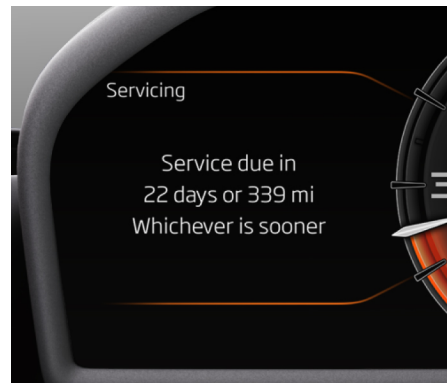 Servicing
Service due in
22 days or 339 mi
Whichever is sooner